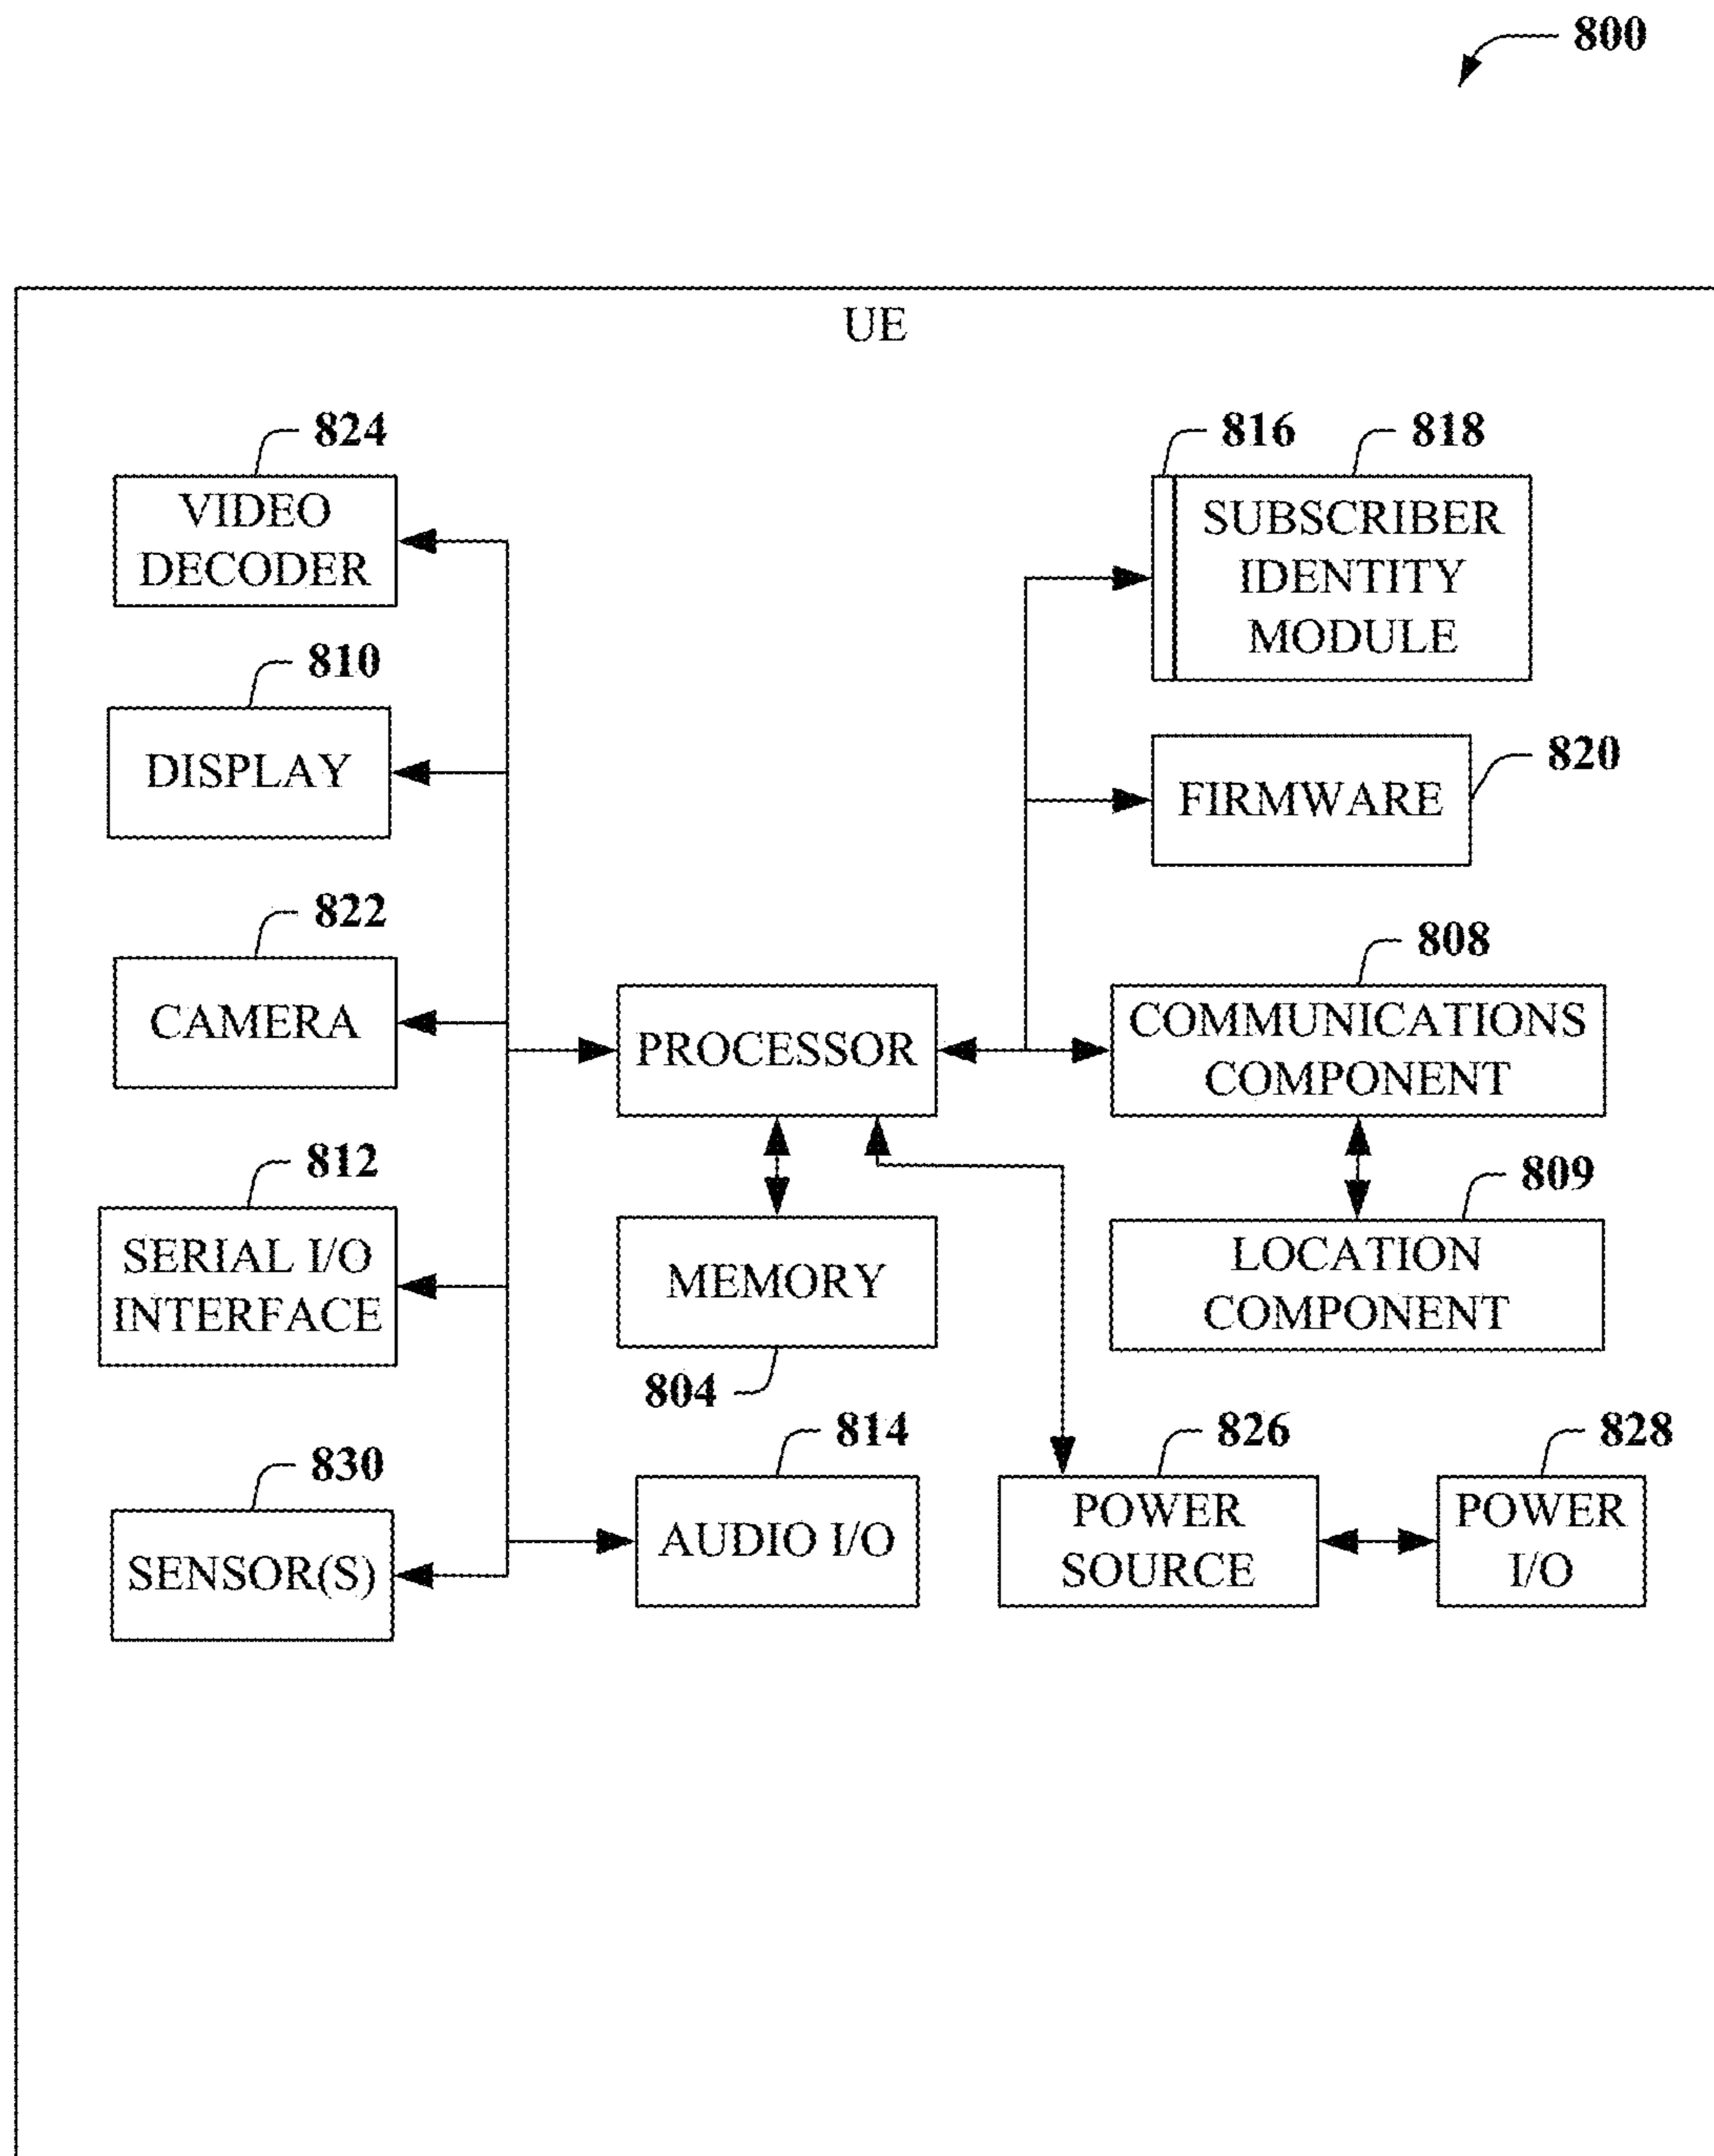 800
UE
824
VIDEO
DECODER
816
818
SUBSCRIBER
IDENTITY
MODULE
810
DISPLAY
820
FIRMWARE
822
CAMERA
808
PROCESSOR
COMMUNICATIONS
COMPONENT
812
SERIAL I/O
INTERFACE
809
MEMORY
804
LOCATION
COMPONENT
830
SENSOR(S)
814
AUDIO I/O
826
POWER
SOURCE
828
POWER
I/O